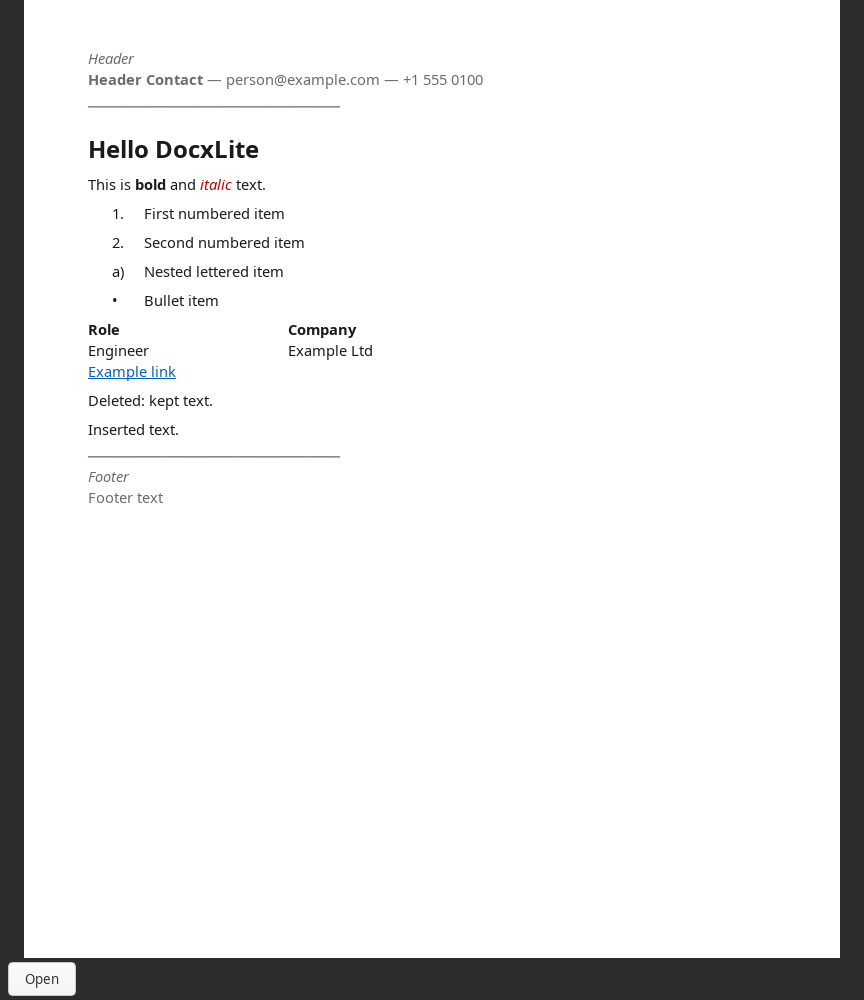 Header
Header Contact — person@example.com — +1 555 0100
Hello DocxLite
This is bold and italic text.
1. First numbered item
2. Second numbered item
a) Nested lettered item
• Bullet item
Role Company
Engineer Example Ltd
Example link
Deleted: kept text.
Inserted text.
Footer
Footer text
Open